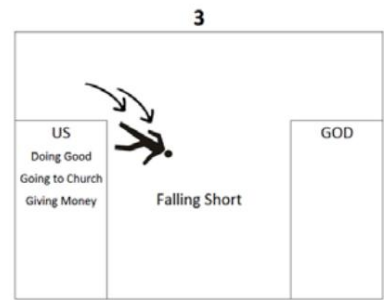 3
US
Doing Good
Going to Church
Giving Money
Falling Short
GOD